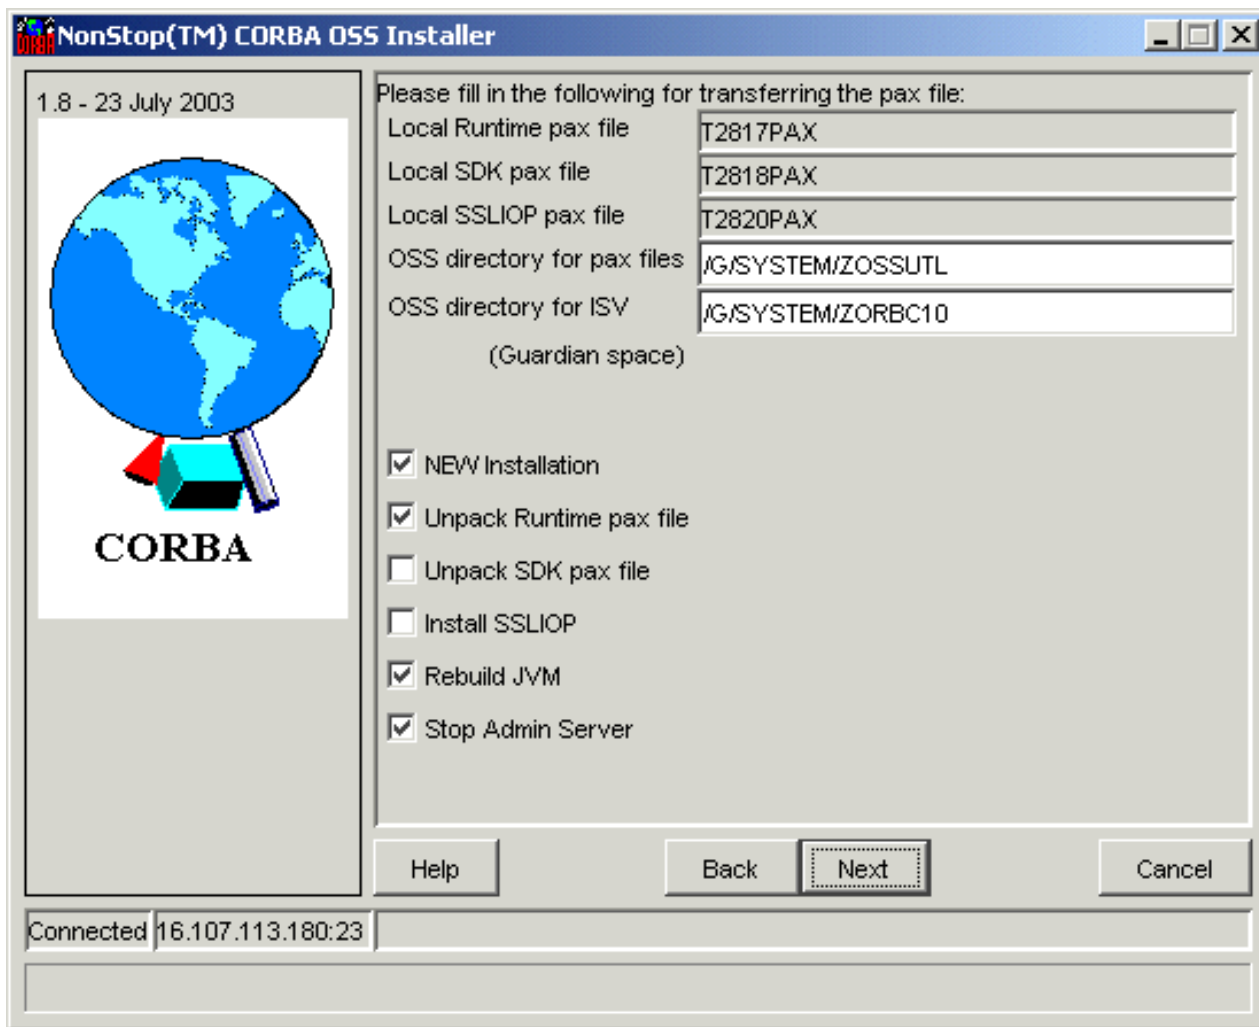 NonStop(TM) CORBA OSS Installer
1.8 - 23 July 2003
CORBA
Please fill in the following for transferring the pax file:
Local Runtime pax file T2817PAX
Local SDK pax file T2818PAX
Local SSLIOP pax file T2820PAX
OSS directory for pax files /G/SYSTEM/ZOSSUTL
OSS directory for ISV /G/SYSTEM/ZORBC10
(Guardian space)
NEW Installation
Unpack Runtime pax file
Unpack SDK pax file
Install SSLIOP
Rebuild JVM
Stop Admin Server
Help Back Next Cancel
Connected 16.107.113.180:23